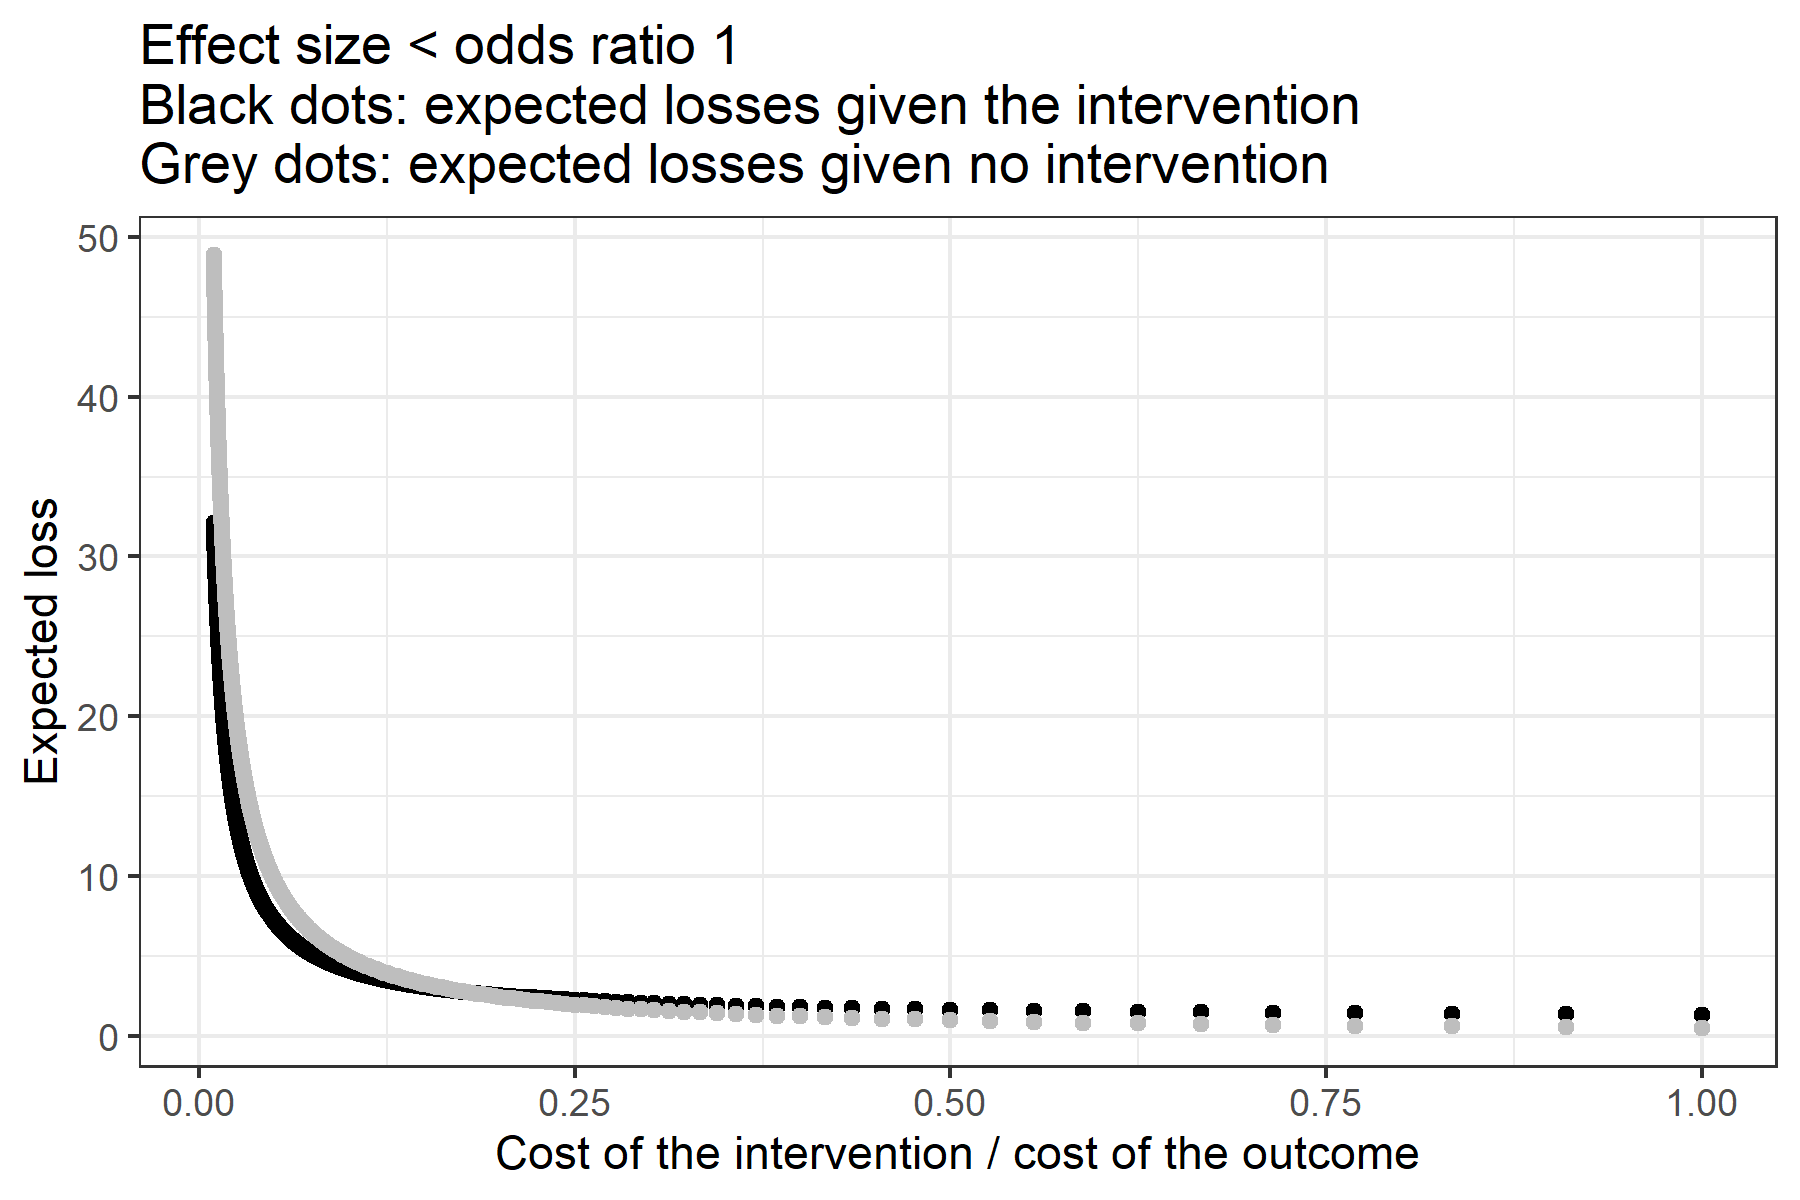 Effect size < odds ratio 1
Black dots: expected losses given the intervention
Grey dots: expected losses given no intervention
Expected loss
50
40
30
20
10
0
0.00 0.25 0.50 0.75 1.00
Cost of the intervention / cost of the outcome